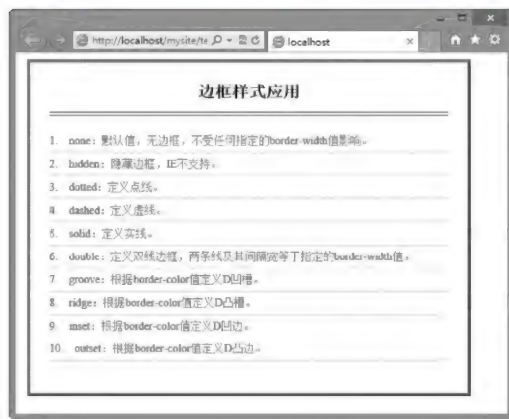 http://localhost/mysite/te
localhost
边框样式应用
1. none：默认值，无边框，不受任何指定的border-width值影响。
2. hidden：隐藏边框，IE不支持。
3. dotted：定义点线。
4. dashed：定义虚线。
5. solid：定义实线。
6. double：定义双线边框，两条线及其间隔宽等于指定的border-width值。
7. groove：根据border-color值定义D凹槽。
8. ridge：根据border-color值定义D凸槽。
9. inset：根据border-color值定义D凹边。
10. outset：根据border-color值定义D凸边。